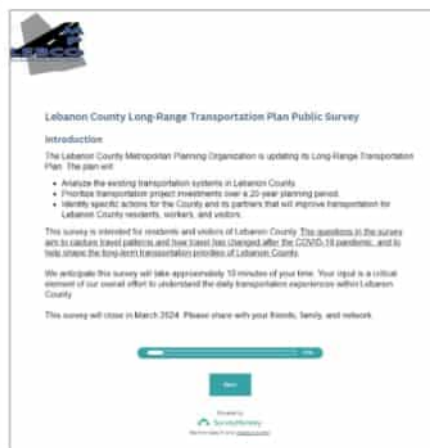 LEBCO
Lebanon County Long-Range Transportation Plan Public Survey
Introduction
The Lebanon County Metropolitan Planning Organization is updating its Long-Range Transportation
Plan. The plan will:
• Analyze the existing transportation systems in Lebanon County.
• Prioritize transportation project investments over a 20-year planning period.
• Identify specific actions for the County and its partners that will improve transportation for
Lebanon County residents, workers, and visitors.
This survey is intended for residents and visitors of Lebanon County. The questions in the survey
aim to capture travel patterns and how travel has changed after the COVID-19 pandemic, and to
help shape the long-term transportation priorities of Lebanon County.
We anticipate this survey will take approximately 10 minutes of your time. Your input is a critical
element of our overall effort to understand the daily transportation experiences within Lebanon
County.
This survey will close in March 2024. Please share with your friends, family, and network.
Next
Powered by
SurveyMonkey